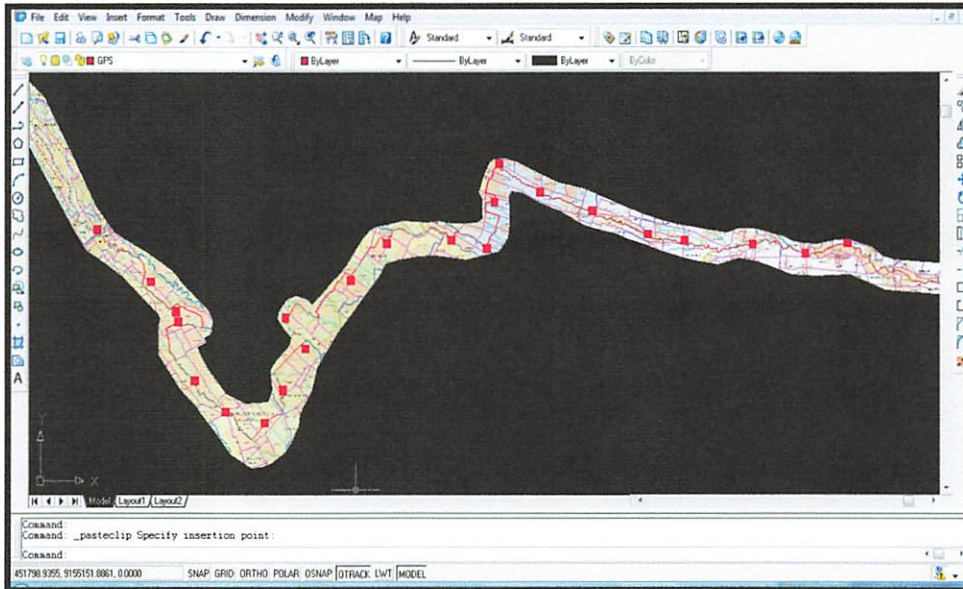 File Edit View Insert Format Tools Draw Dimension Modify Window Map Help
Standard Standard
GPS ByLayer ByLayer ByLayer ByColor
A
Y
X
Model Layout1 Layout2
Command:
Command: _pasteclip Specify insertion point:
Command:
451798.9355, 9155151.8861, 0.0000 SNAP GRID ORTHO POLAR OSNAP OTRACK LWT MODEL